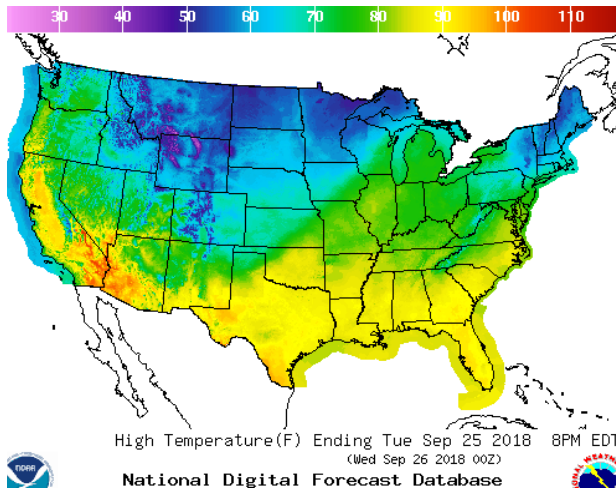 30 40 50 60 70 80 90 100 110
High Temperature(F) Ending Tue Sep 25 2018 8PM EDT
(Wed Sep 26 2018 00Z)
National Digital Forecast Database
NOAA